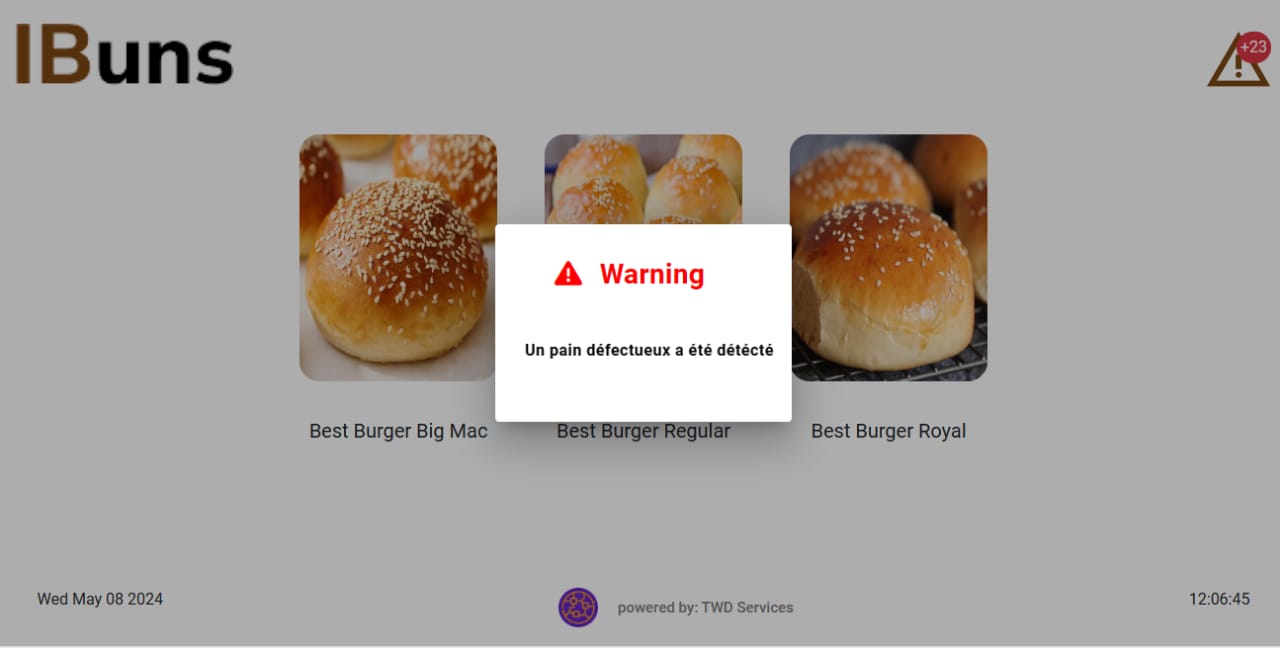 IBuns
+23
Warning
Un pain défectueux a été détécté
Best Burger Big Mac
Best Burger Regular
Best Burger Royal
Wed May 08 2024
powered by: TWD Services
12:06:45